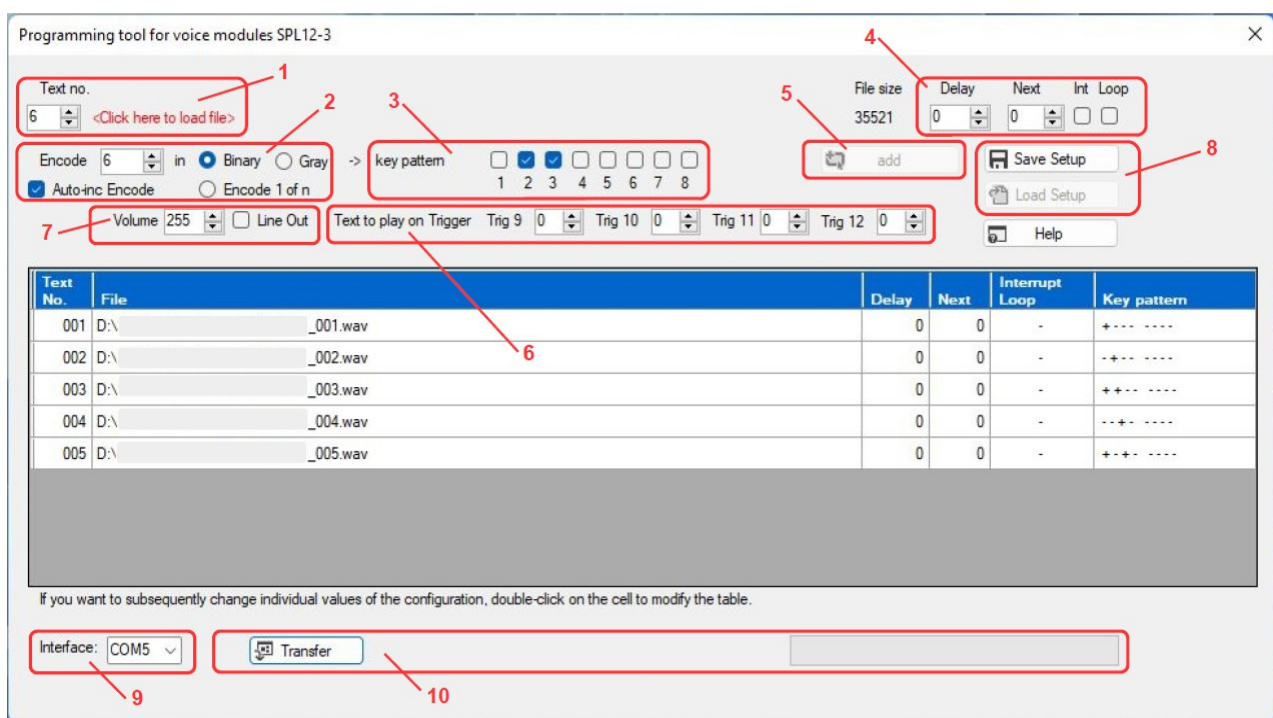 Programming tool for voice modules SPL12-3
4
1
Text no.
6 <Click here to load file>
2
3
5
File size Delay Next Int Loop
35521 0 0
Encode 6 in Binary Gray -> key pattern
add
Save Setup
8
Auto-inc Encode Encode 1 of n
1 2 3 4 5 6 7 8
Load Setup
7
Volume 255 Line Out Text to play on Trigger Trig 9 0 Trig 10 0 Trig 11 0 Trig 12 0
Help
Text No. File Delay Next Interrupt Loop Key pattern
001 D:\ _001.wav 0 0 - +--- ----
002 D:\ _002.wav 0 0 - -+-- ----
6
003 D:\ _003.wav 0 0 - ++-- ----
004 D:\ _004.wav 0 0 - --+- ----
005 D:\ _005.wav 0 0 - +-+- ----
If you want to subsequently change individual values of the configuration, double-click on the cell to modify the table.
Interface: COM5 Transfer
9
10